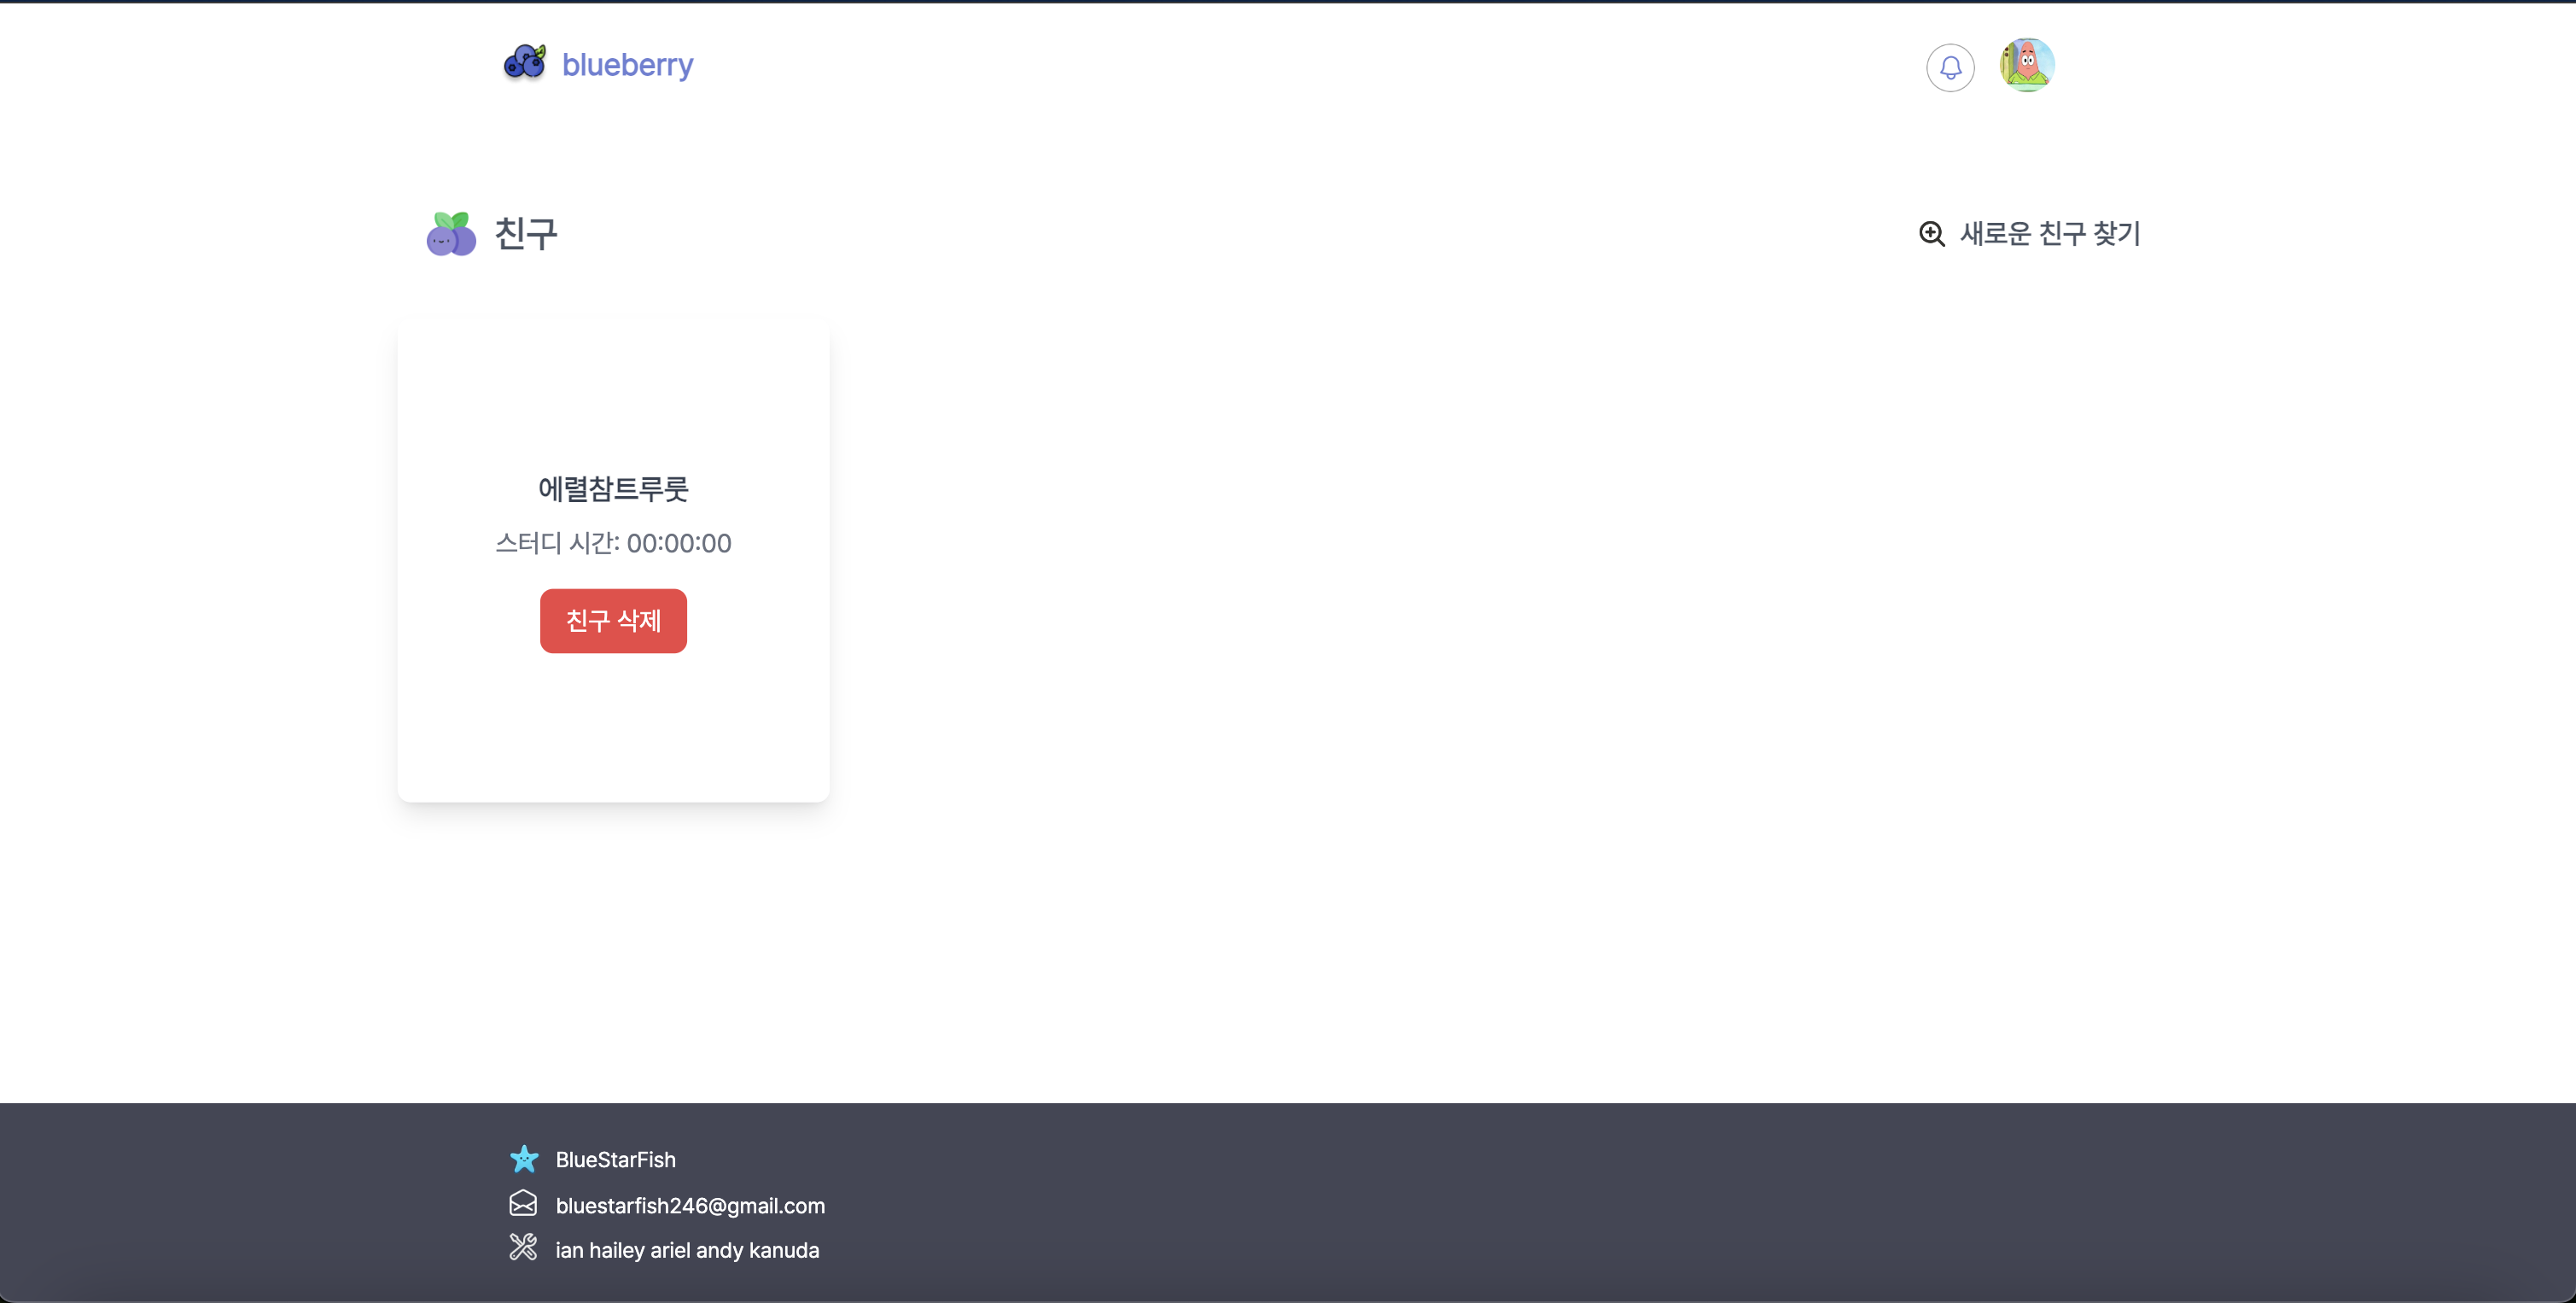 blueberry
친구
새로운 친구 찾기
에렬참트루룻
스터디 시간: 00:00:00
친구 삭제
BlueStarFish
bluestarfish246@gmail.com
ian hailey ariel andy kanuda